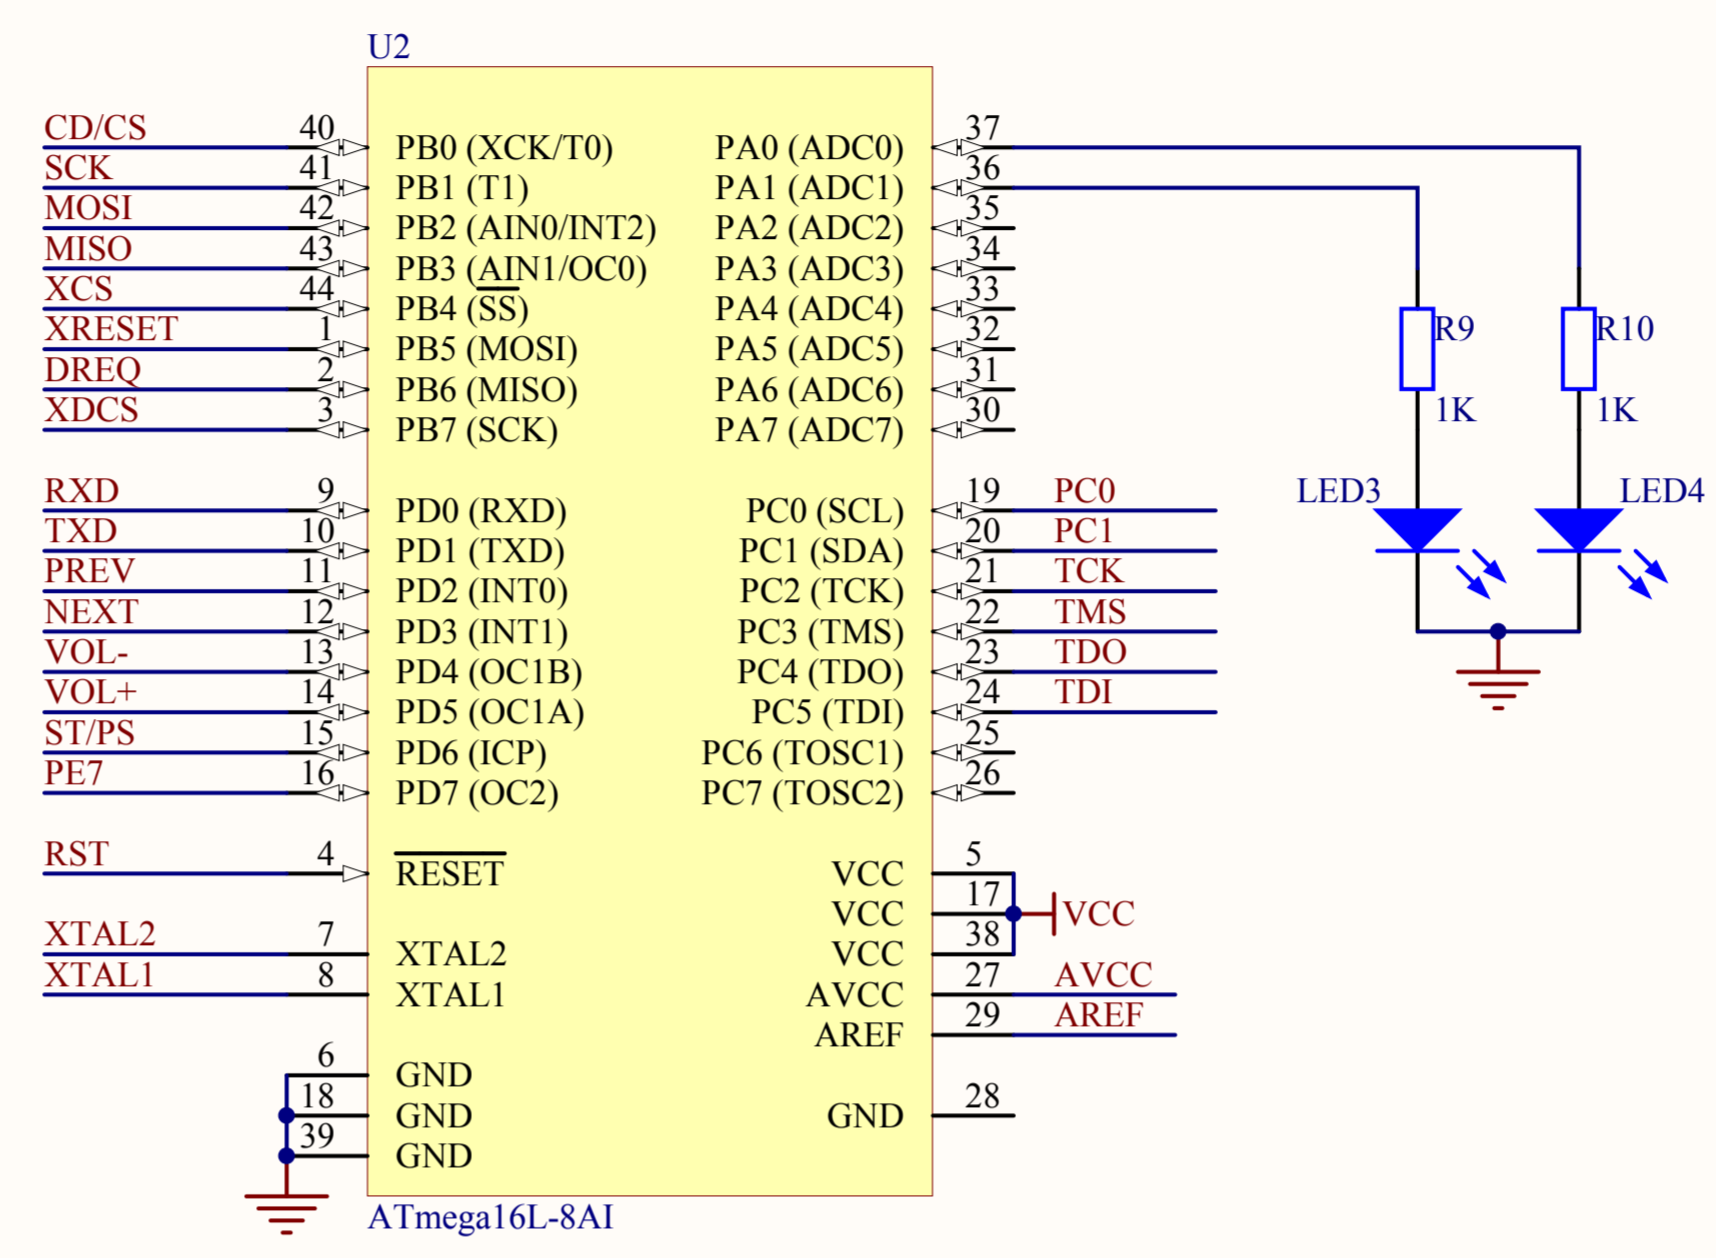 U2
CD/CS 40 PB0 (XCK/T0) PA0 (ADC0) 37
SCK 41 PB1 (T1) PA1 (ADC1) 36
MOSI 42 PB2 (AIN0/INT2) PA2 (ADC2) 35
MISO 43 PB3 (AIN1/OC0) PA3 (ADC3) 34
XCS 44 PB4 (SS) PA4 (ADC4) 33
XRESET 1 PB5 (MOSI) PA5 (ADC5) 32 R9 R10
DREQ 2 PB6 (MISO) PA6 (ADC6) 31
XDCS 3 PB7 (SCK) PA7 (ADC7) 30 1K 1K
RXD 9 PD0 (RXD) PC0 (SCL) 19 PC0 LED3 LED4
TXD 10 PD1 (TXD) PC1 (SDA) 20 PC1
PREV 11 PD2 (INT0) PC2 (TCK) 21 TCK
NEXT 12 PD3 (INT1) PC3 (TMS) 22 TMS
VOL- 13 PD4 (OC1B) PC4 (TDO) 23 TDO
VOL+ 14 PD5 (OC1A) PC5 (TDI) 24 TDI
ST/PS 15 PD6 (ICP) PC6 (TOSC1) 25
PE7 16 PD7 (OC2) PC7 (TOSC2) 26
RST 4 RESET VCC 5
VCC 17 VCC
XTAL2 7 XTAL2 VCC 38
XTAL1 8 XTAL1 AVCC 27 AVCC
AREF 29 AREF
6 GND
18 GND GND 28
39 GND
ATmega16L-8AI